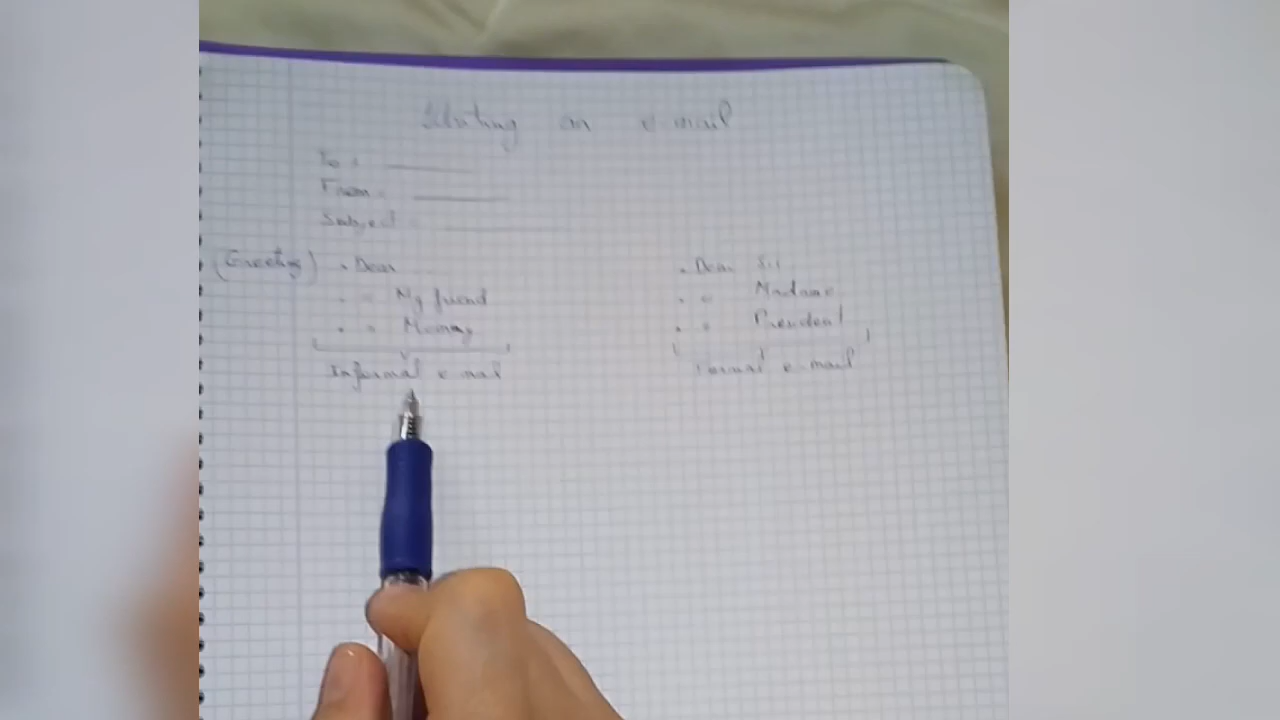 Writing an e-mail
To :
From :
Subject
(Greeting) . Dear . Dear Sir
. " My friend . " Madame
. " Mommy . " President
Informal e-mail Formal e-mail